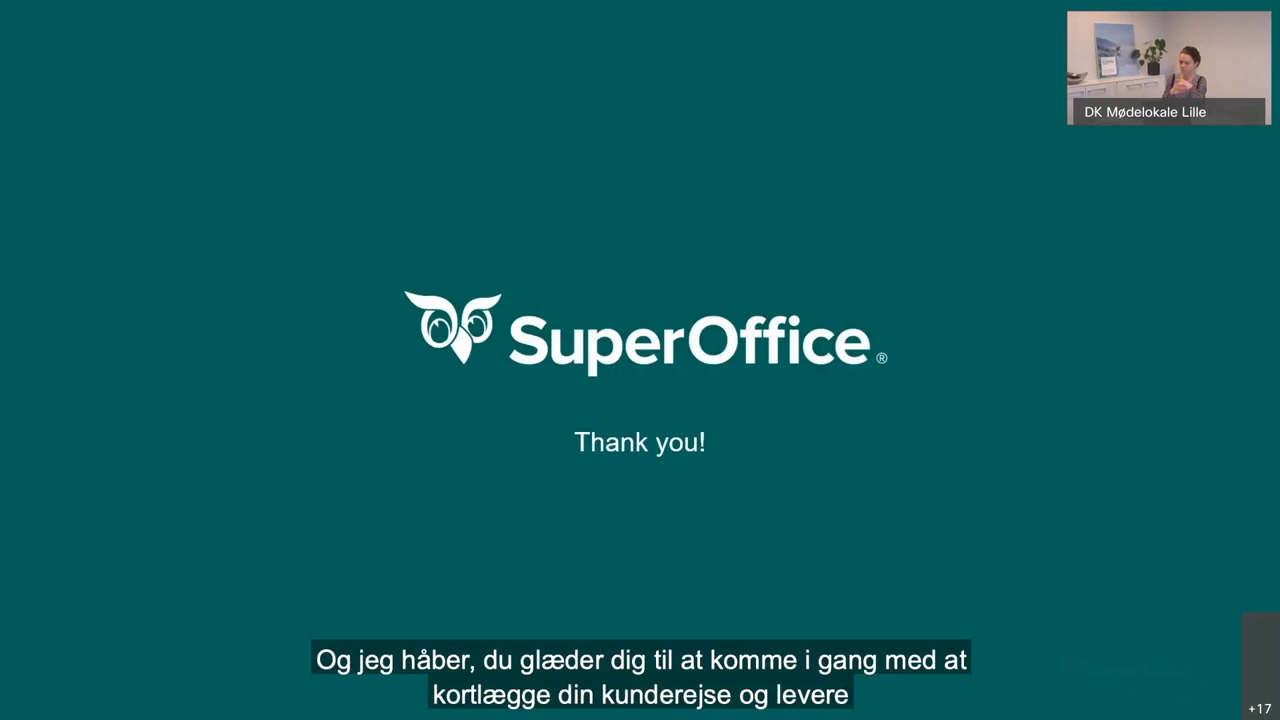 DK Mødelokale Lille
SuperOffice®
Thank you!
Og jeg håber, du glæder dig til at komme i gang med at
kortlægge din kunderejse og levere
+17